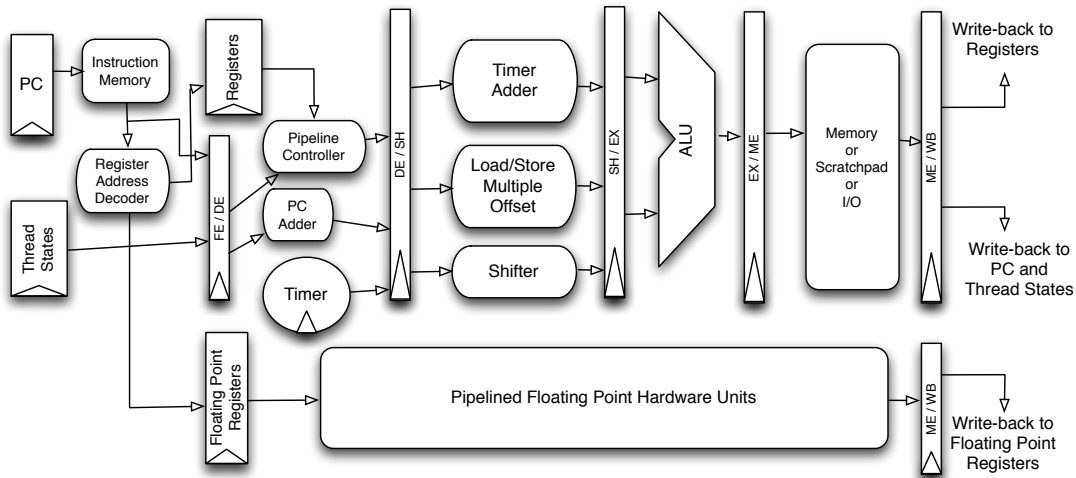 PC
Instruction
Memory
Register
Address
Decoder
Thread
States
Registers
FE / DE
Pipeline
Controller
PC
Adder
Timer
DE / SH
Timer
Adder
Load/Store
Multiple
Offset
Shifter
SH / EX
ALU
EX / ME
Memory
or
Scratchpad
or
I/O
ME / WB
Write-back to
Registers
Write-back to
PC and
Thread States
Floating Point
Registers
Pipelined Floating Point Hardware Units
ME / WB
Write-back to
Floating Point
Registers